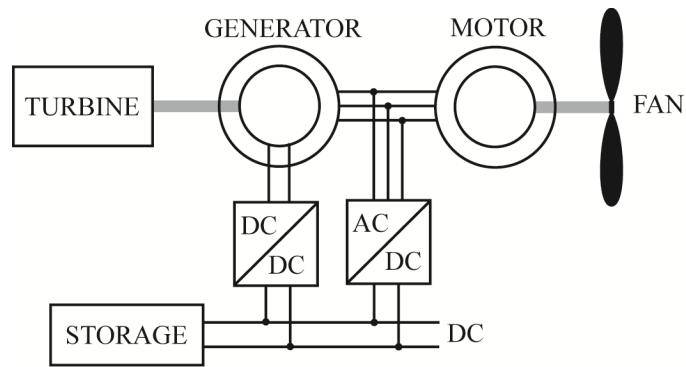 GENERATOR
MOTOR
TURBINE
FAN
DC
DC
AC
DC
STORAGE
DC